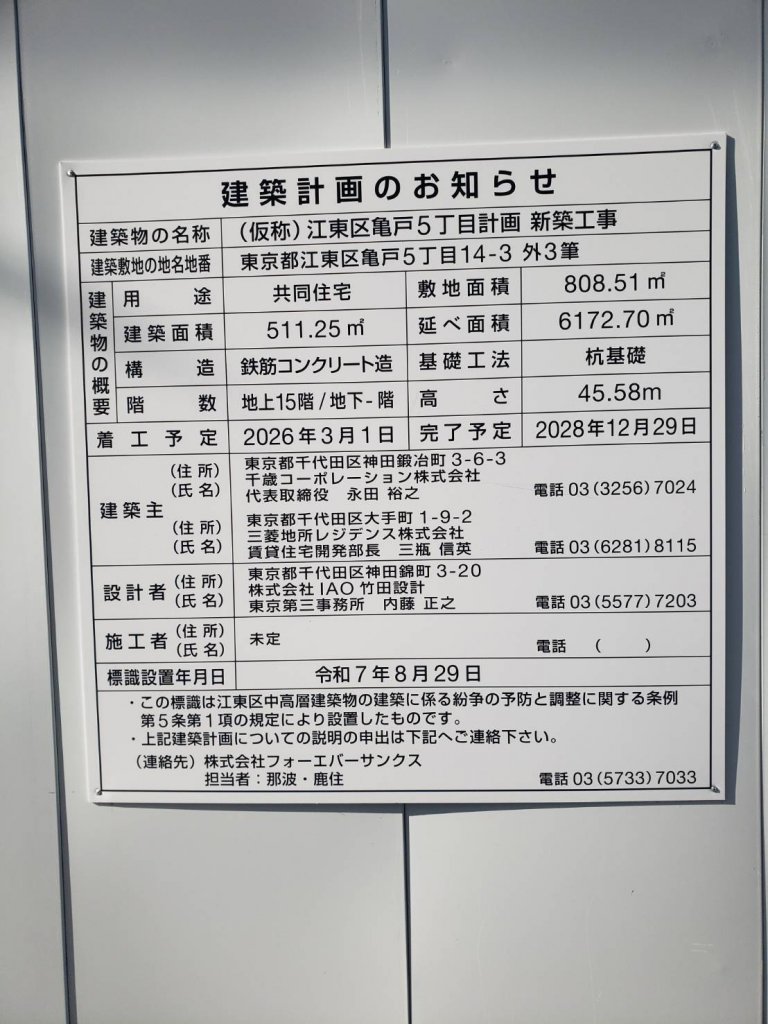 建築計画のお知らせ
建築物の名称 (仮称)江東区亀戸5丁目計画 新築工事
建築敷地の地名地番 東京都江東区亀戸5丁目14-3 外3筆
建築物の概要
用途 共同住宅 敷地面積 808.51㎡
建築面積 511.25㎡ 延べ面積 6172.70㎡
構造 鉄筋コンクリート造 基礎工法 杭基礎
階数 地上15階/地下-階 高さ 45.58m
着工予定 2026年3月1日 完了予定 2028年12月29日
建築主
(住所) 東京都千代田区神田鍛冶町3-6-3
(氏名) 千歳コーポレーション株式会社
代表取締役 永田 裕之 電話 03(3256)7024
(住所) 東京都千代田区大手町1-9-2
(氏名) 三菱地所レジデンス株式会社
賃貸住宅開発部長 三瓶 信英 電話 03(6281)8115
設計者 (住所) 東京都千代田区神田錦町3-20
(氏名) 株式会社IAO竹田設計
東京第三事務所 内藤 正之 電話 03(5577)7203
施工者 (住所) 未定
(氏名) 電話 ( )
標識設置年月日 令和7年8月29日
・この標識は江東区中高層建築物の建築に係る紛争の予防と調整に関する条例
第5条第1項の規定により設置したものです。
・上記建築計画についての説明の申出は下記へご連絡下さい。
(連絡先)株式会社フォーエバーサンクス
担当者:那波・鹿住 電話 03(5733)7033